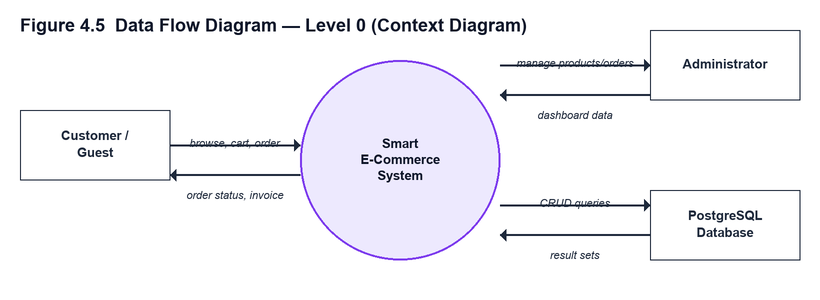 Figure 4.5 Data Flow Diagram — Level 0 (Context Diagram)
manage products/orders
Administrator
dashboard data
Customer /
Guest
browse, cart, order
order status, invoice
Smart
E-Commerce
System
CRUD queries
PostgreSQL
Database
result sets